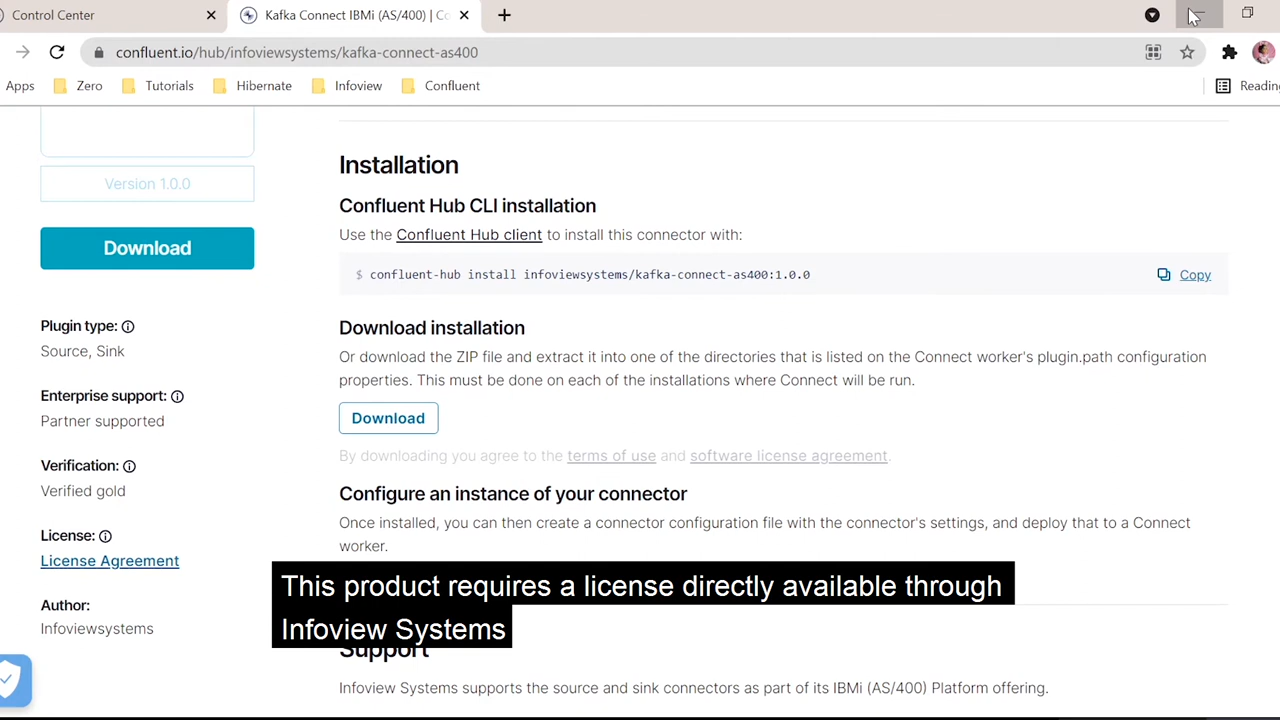 Control Center
Kafka Connect IBMi (AS/400) | Co
confluent.io/hub/infoviewsystems/kafka-connect-as400
Apps
Zero
Tutorials
Hibernate
Infoview
Confluent
Reading
Version 1.0.0
Download
Plugin type:
Source, Sink
Enterprise support:
Partner supported
Verification:
Verified gold
License:
License Agreement
Author:
Infoviewsystems
Installation
Confluent Hub CLI installation
Use the Confluent Hub client to install this connector with:
$ confluent-hub install infoviewsystems/kafka-connect-as400:1.0.0
Copy
Download installation
Or download the ZIP file and extract it into one of the directories that is listed on the Connect worker's plugin.path configuration
properties. This must be done on each of the installations where Connect will be run.
Download
By downloading you agree to the terms of use and software license agreement.
Configure an instance of your connector
Once installed, you can then create a connector configuration file with the connector's settings, and deploy that to a Connect
worker.
This product requires a license directly available through
Infoview Systems
Support
Infoview Systems supports the source and sink connectors as part of its IBMi (AS/400) Platform offering.